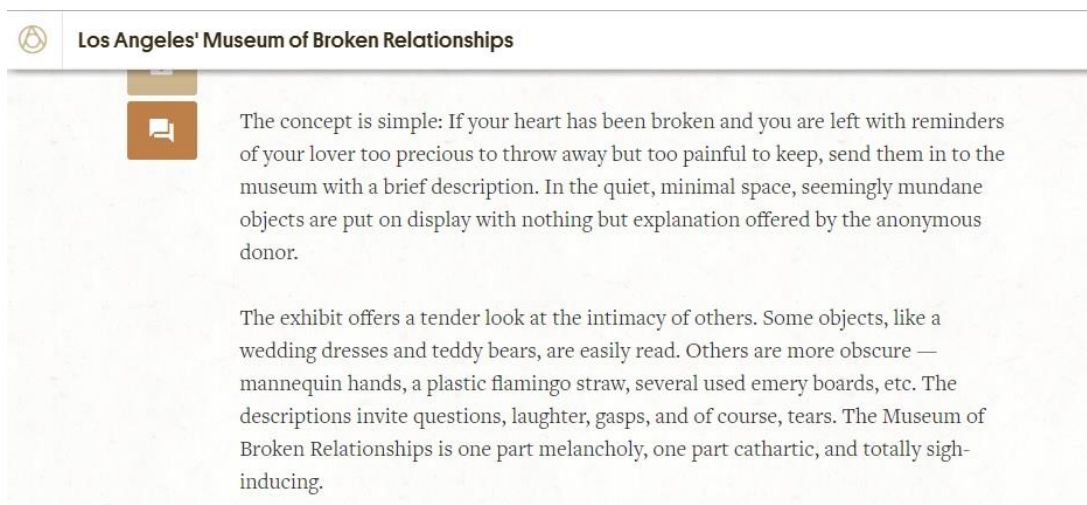 Los Angeles' Museum of Broken Relationships
The concept is simple: If your heart has been broken and you are left with reminders
of your lover too precious to throw away but too painful to keep, send them in to the
museum with a brief description. In the quiet, minimal space, seemingly mundane
objects are put on display with nothing but explanation offered by the anonymous
donor.
The exhibit offers a tender look at the intimacy of others. Some objects, like a
wedding dresses and teddy bears, are easily read. Others are more obscure —
mannequin hands, a plastic flamingo straw, several used emery boards, etc. The
descriptions invite questions, laughter, gasps, and of course, tears. The Museum of
Broken Relationships is one part melancholy, one part cathartic, and totally sigh-
inducing.